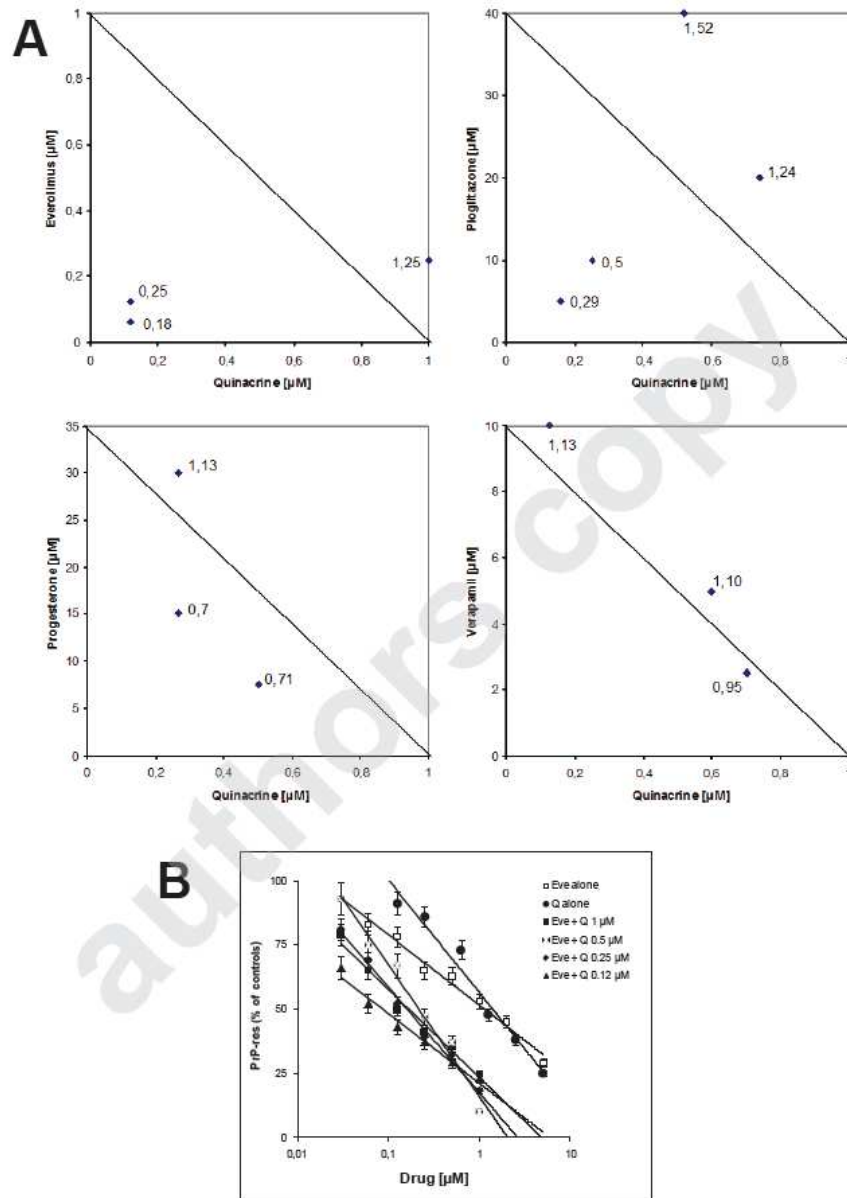 A
1
0,8
0,6
0,4
0,2
0
Everolimus [µM]
0,25
0,18
1,25
0 0,2 0,4 0,6 0,8 1
Quinacrine [µM]
40
30
20
10
0
Pioglitazone [µM]
1,52
1,24
0,5
0,29
0 0,2 0,4 0,6 0,8 1
Quinacrine [µM]
35
30
25
20
15
10
5
0
Progesterone [µM]
1,13
0,7
0,71
0 0,2 0,4 0,6 0,8 1
Quinacrine [µM]
10
8
6
4
2
0
Verapamil [µM]
1,13
1,10
0,95
0 0,2 0,4 0,6 0,8 1
Quinacrine [µM]
authors copy
B
100
75
50
25
0
PrP-res (% of controls)
Eve alone
Q alone
Eve + Q 1 µM
Eve + Q 0.5 µM
Eve + Q 0.25 µM
Eve + Q 0.12 µM
0,01 0,1 1 10
Drug [µM]